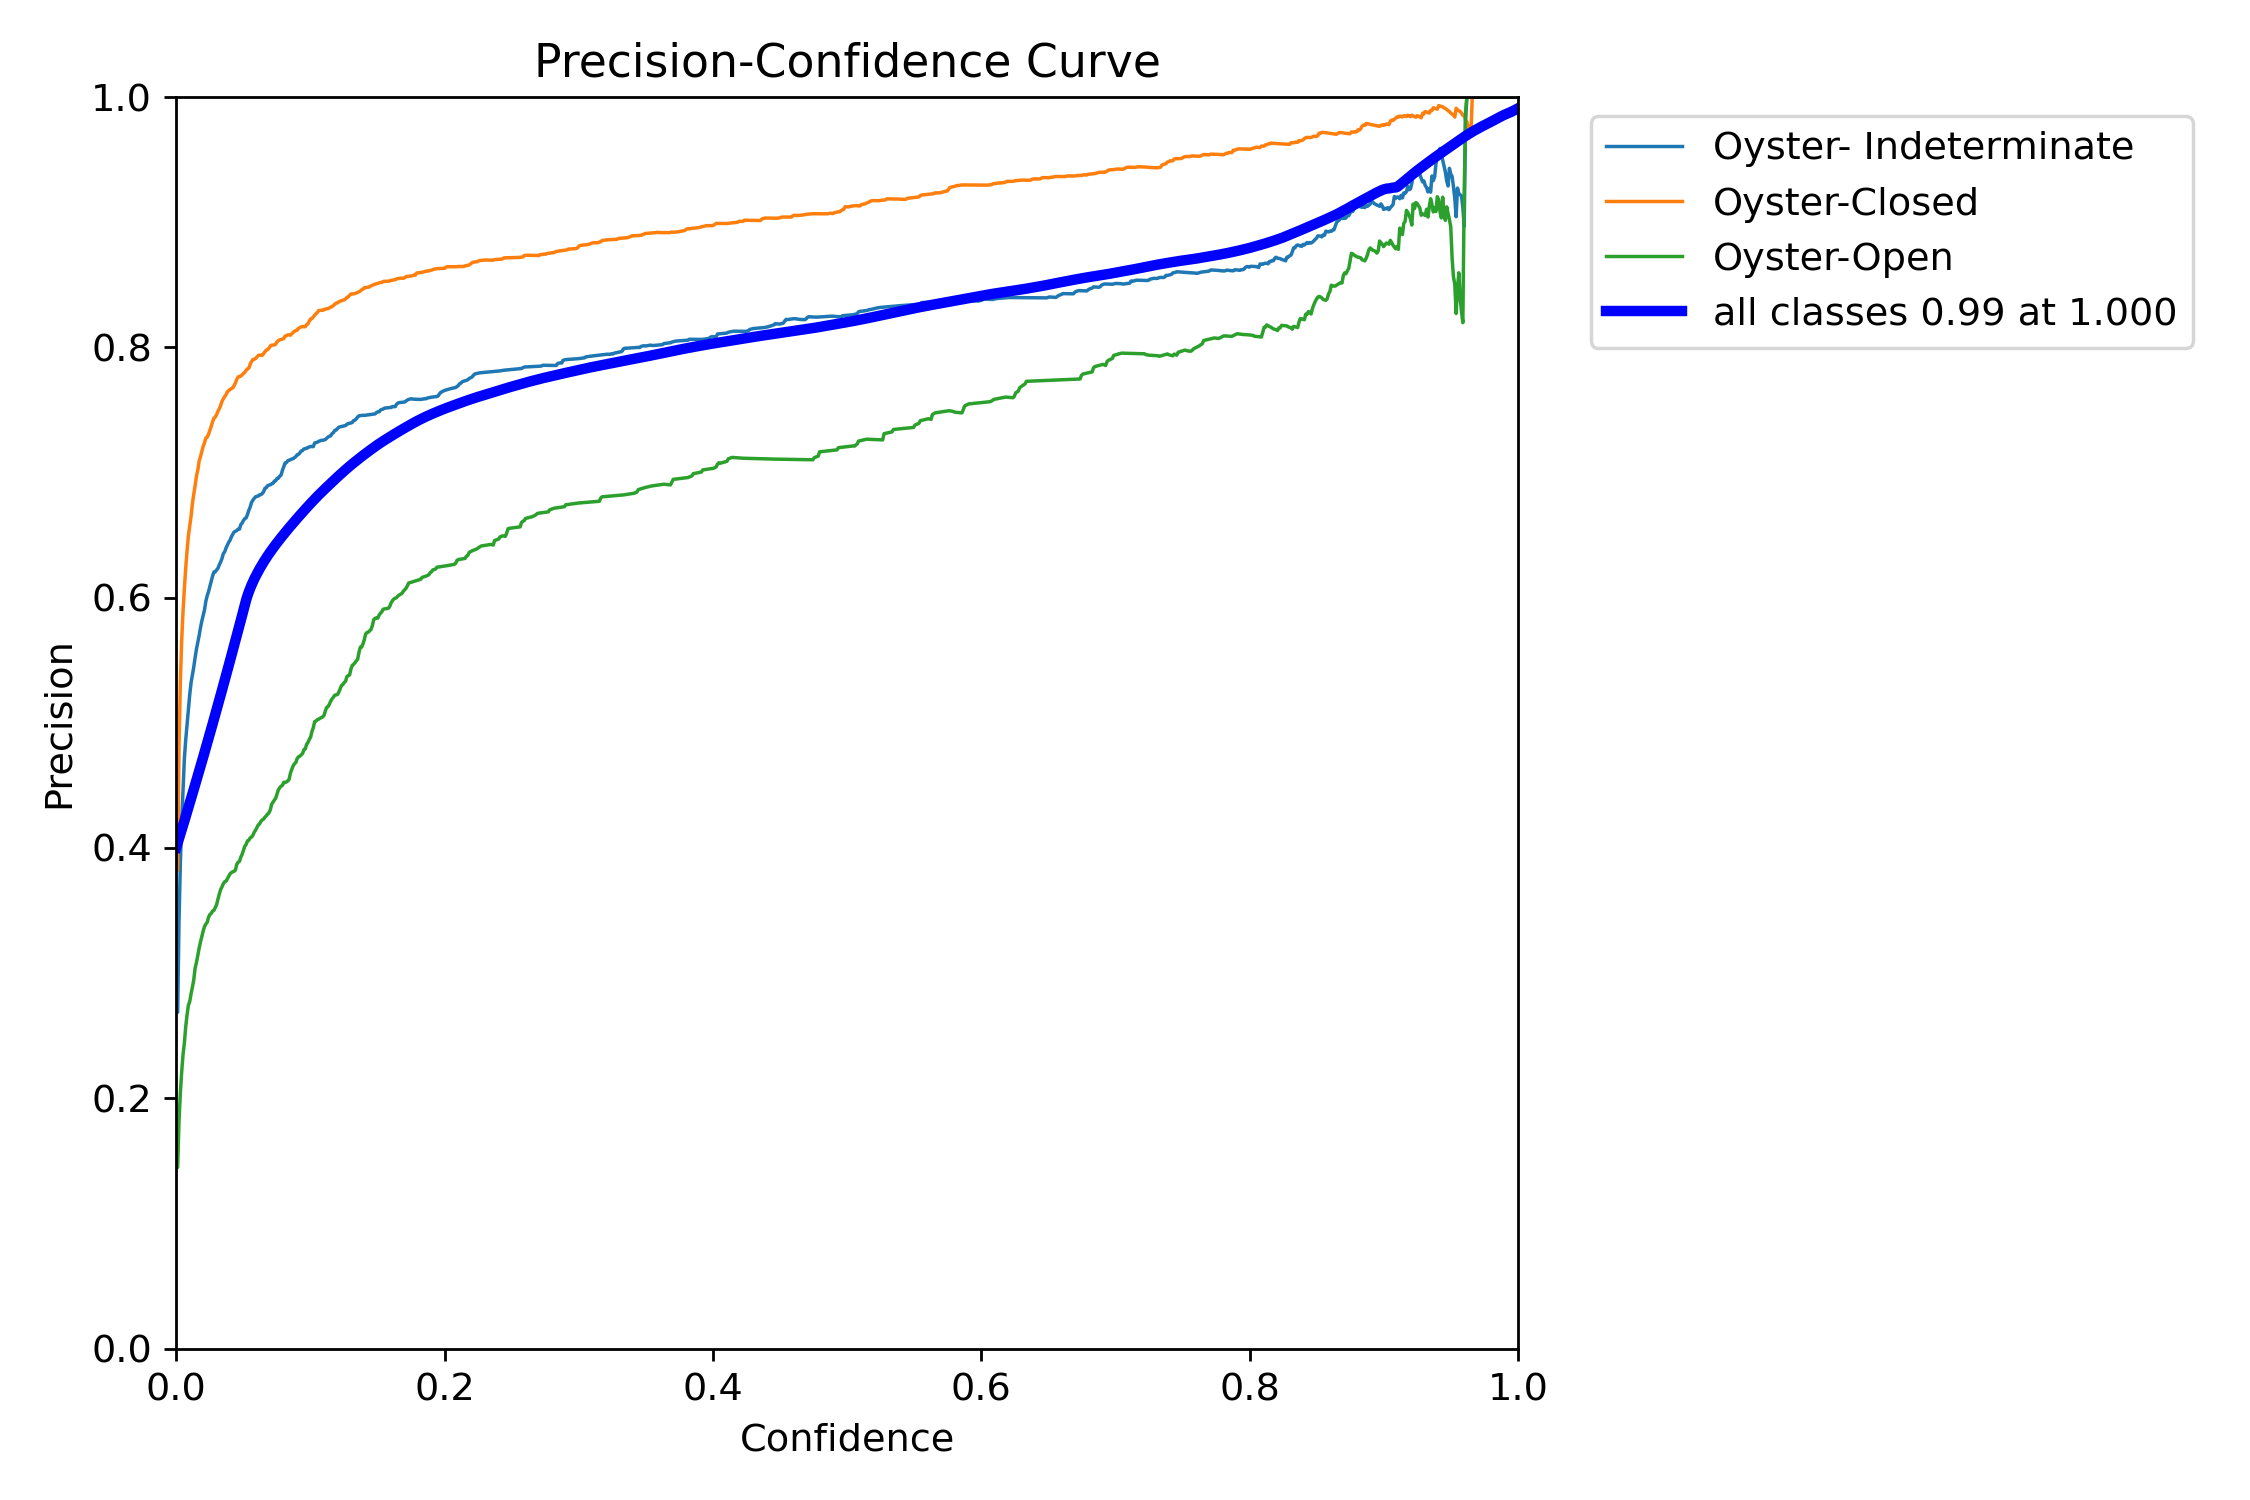 Precision-Confidence Curve
1.0
0.8
0.6
0.4
0.2
0.0
Precision
0.0 0.2 0.4 0.6 0.8 1.0
Confidence
Oyster- Indeterminate
Oyster-Closed
Oyster-Open
all classes 0.99 at 1.000